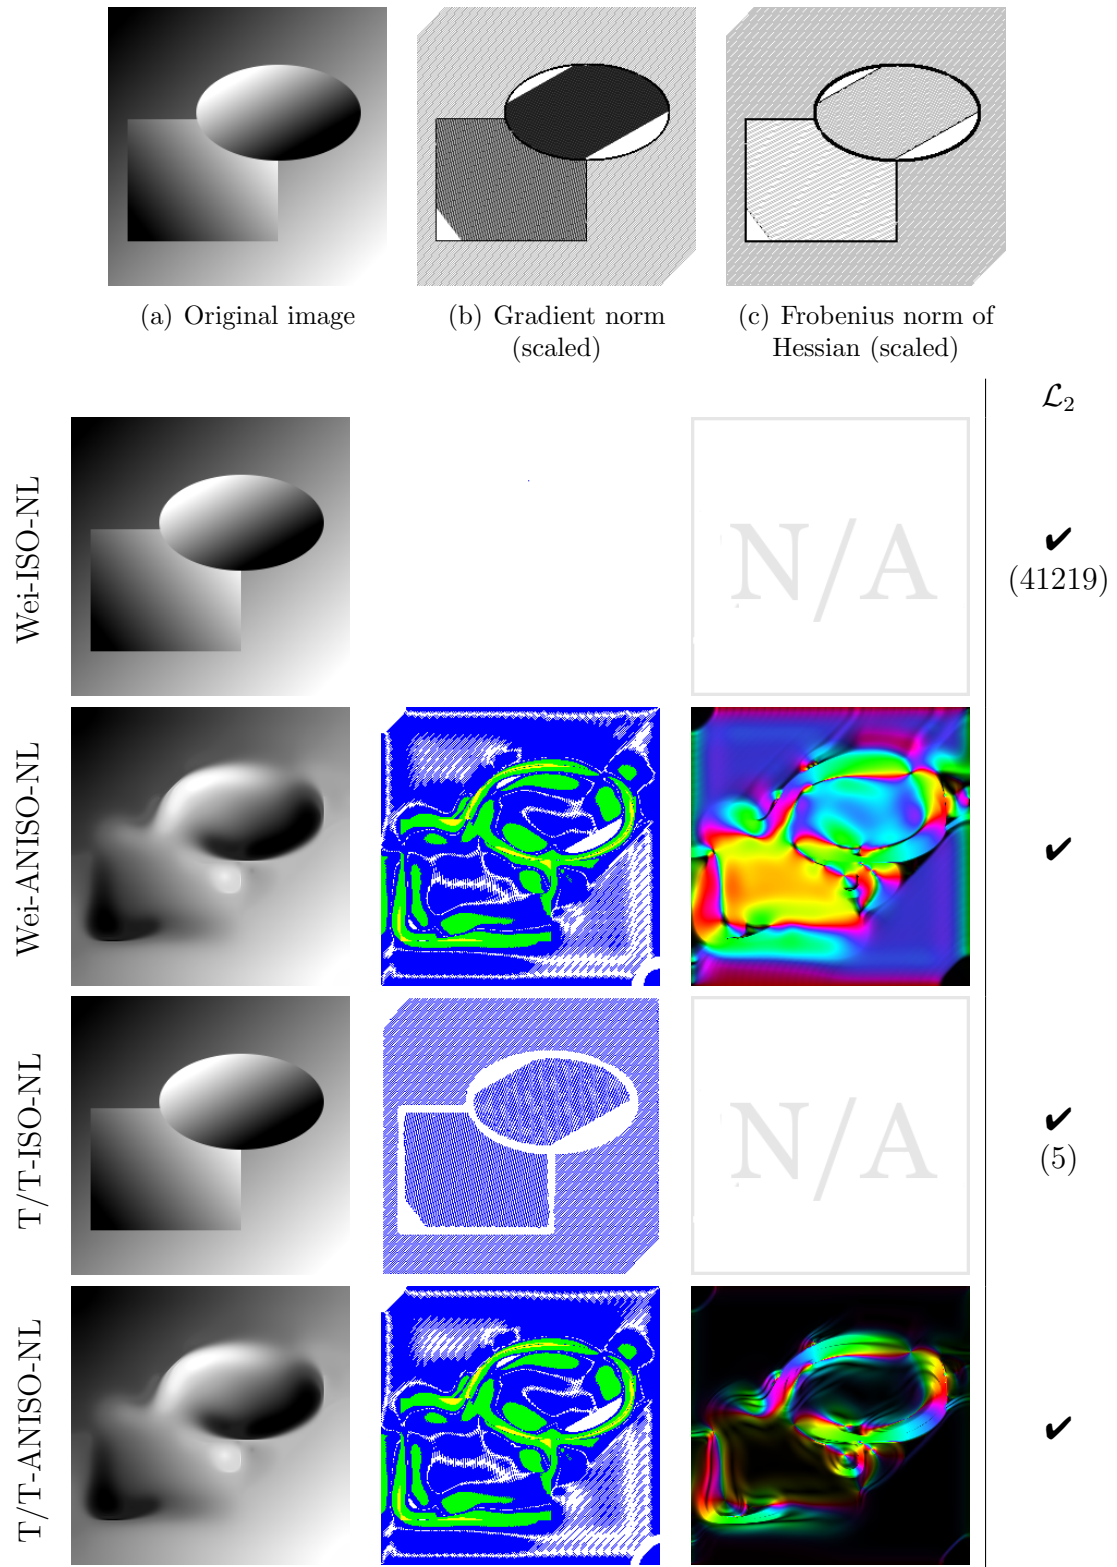 (a) Original image
(b) Gradient norm
(scaled)
(c) Frobenius norm of
Hessian (scaled)
ℒ₂
Wei-ISO-NL
N/A
✔
(41219)
Wei-ANISO-NL
✔
T/T-ISO-NL
N/A
✔
(5)
T/T-ANISO-NL
✔